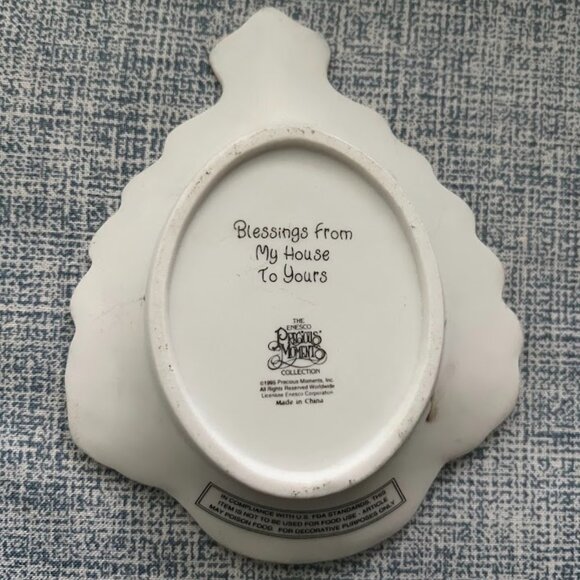 Blessings From
My House
To Yours
THE
ENESCO
PRECIOUS
MOMENTS
COLLECTION
©1995 Precious Moments, Inc.
All Rights Reserved Worldwide
Licensee Enesco Corporation
Made in China
IN COMPLIANCE WITH U.S. FDA STANDARDS, THIS
ITEM IS NOT TO BE USED FOR FOOD USE - ARTICLE
MAY POISON FOOD. FOR DECORATIVE PURPOSES ONLY